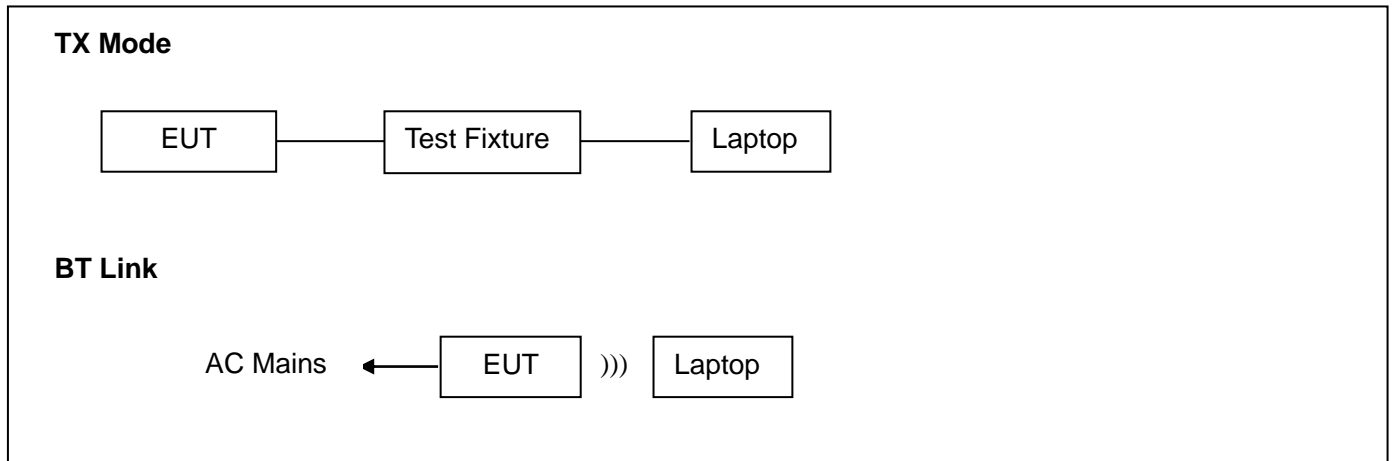 TX Mode
EUT Test Fixture Laptop
BT Link
AC Mains EUT ))) Laptop